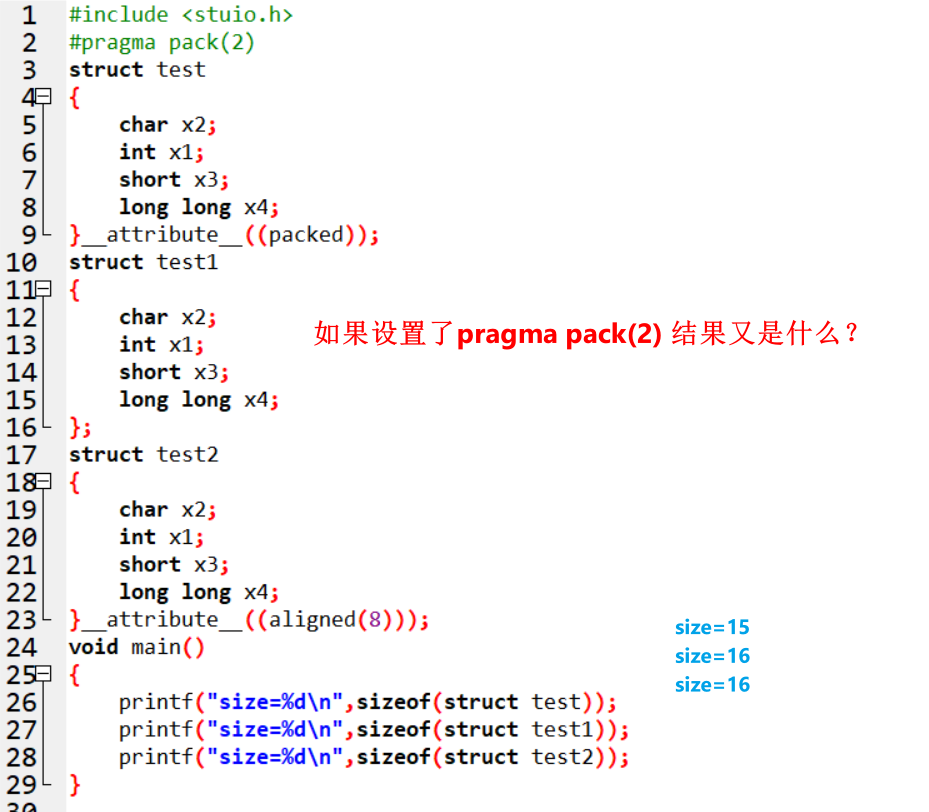 1 #include <stuio.h>
2 #pragma pack(2)
3 struct test
4 {
5 char x2;
6 int x1;
7 short x3;
8 long long x4;
9 }__attribute__((packed));
10 struct test1
11 {
12 char x2;
13 int x1;
14 short x3;
15 long long x4;
16 };
17 struct test2
18 {
19 char x2;
20 int x1;
21 short x3;
22 long long x4;
23 }__attribute__((aligned(8)));
24 void main()
25 {
26 printf("size=%d\n",sizeof(struct test));
27 printf("size=%d\n",sizeof(struct test1));
28 printf("size=%d\n",sizeof(struct test2));
29 }
30
如果设置了pragma pack(2) 结果又是什么？
size=15
size=16
size=16